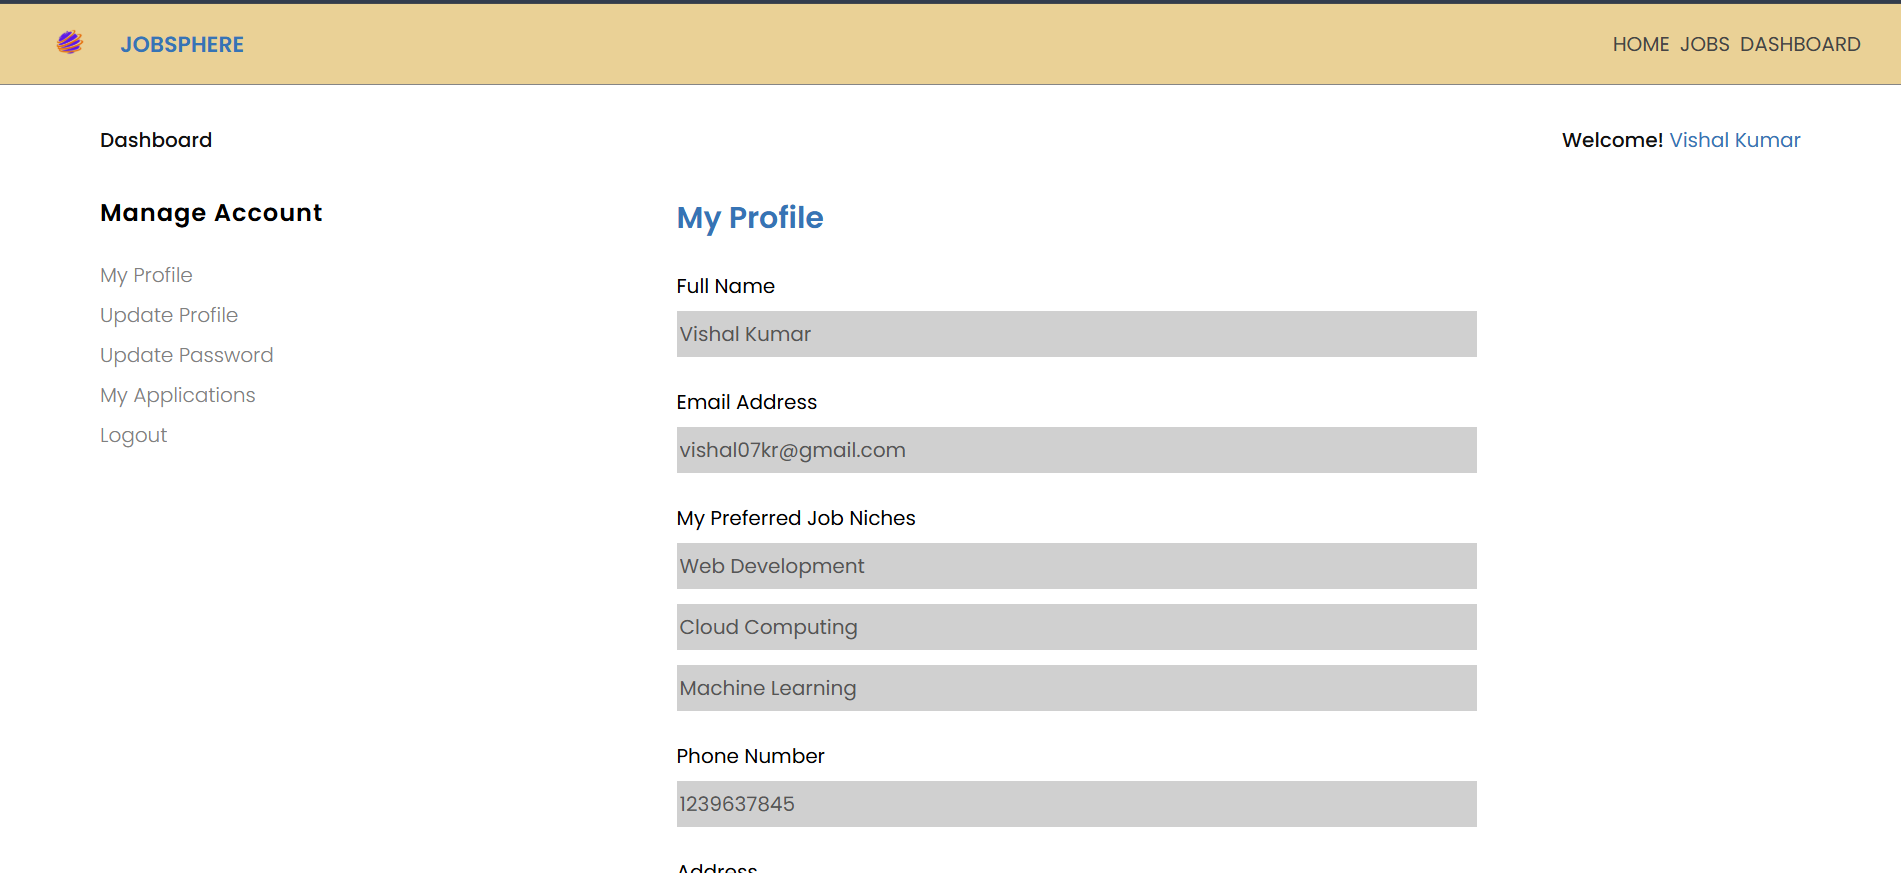 JOBSPHERE
HOME JOBS DASHBOARD
Dashboard
Welcome! Vishal Kumar
Manage Account
My Profile
Update Profile
Update Password
My Applications
Logout
My Profile
Full Name
Vishal Kumar
Email Address
vishal07kr@gmail.com
My Preferred Job Niches
Web Development
Cloud Computing
Machine Learning
Phone Number
1239637845
Address